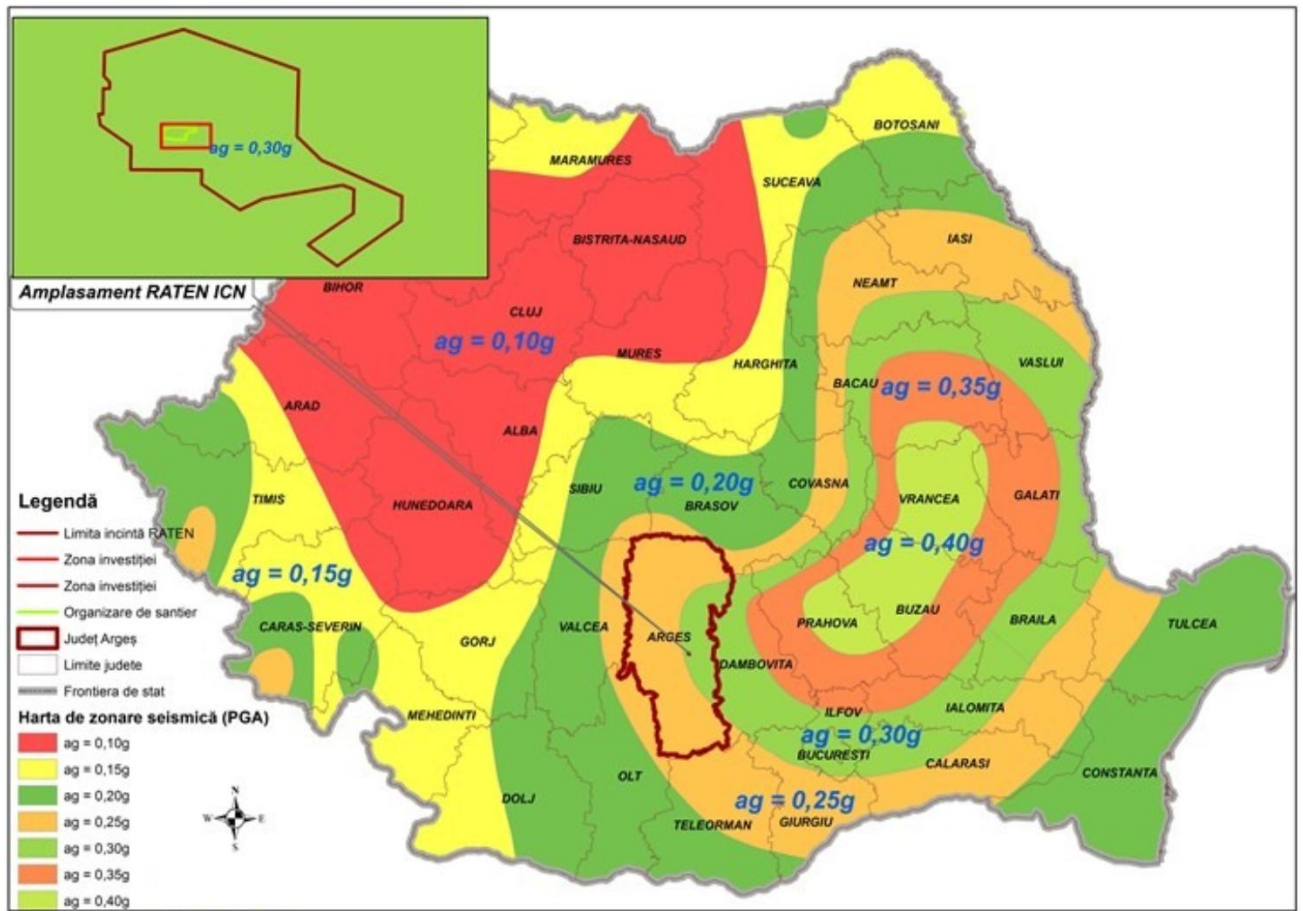 ag = 0,30g
Amplasament RATEN ICN
BOTOSANI
MARAMURES
SUCEAVA
BISTRITA-NASAUD
IASI
NEAMT
BIHOR
CLUJ
ag = 0,10g
MURES
HARGHITA
VASLUI
BACAU
ag = 0,35g
ARAD
ALBA
SIBIU
ag = 0,20g
COVASNA
BRASOV
VRANCEA
GALATI
TIMIS
HUNEDOARA
ag = 0,40g
ag = 0,15g
CARAS-SEVERIN
GORJ
VALCEA
ARGES
PRAHOVA
BUZAU
BRAILA
TULCEA
DAMBOVITA
MEHEDINTI
ILFOV
IALOMITA
ag = 0,30g
BUCURESTI
CALARASI
CONSTANTA
OLT
DOLJ
ag = 0,25g
TELEORMAN
GIURGIU
Legendă
Limita incintă RATEN
Zona investiției
Zona investiției
Organizare de santier
Județ Argeș
Limite judete
Frontiera de stat
Harta de zonare seismică (PGA)
ag = 0,10g
ag = 0,15g
ag = 0,20g
ag = 0,25g
ag = 0,30g
ag = 0,35g
ag = 0,40g
N
W E
S